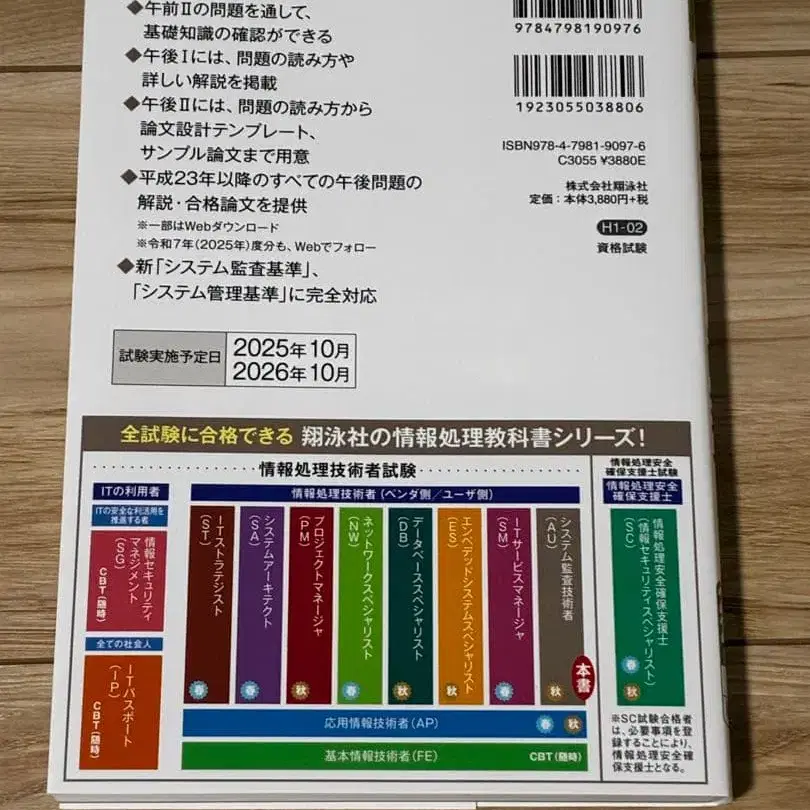 ◆午前Ⅱの問題を通して、
基礎知識の確認ができる
◆午後Ⅰには、問題の読み方や
詳しい解説を掲載
◆午後Ⅱには、問題の読み方から
論文設計テンプレート、
サンプル論文まで用意
◆平成23年以降のすべての午後問題の
解説・合格論文を提供
※一部はWebダウンロード
※令和7年(2025年)度分も、Webでフォロー
◆新「システム監査基準」、
「システム管理基準」に完全対応
9784798190976
1923055038806
ISBN978-4-7981-9097-6
C3055 ¥3880E
株式会社翔泳社
定価:本体3,880円+税
H1-02
資格試験
試験実施予定日
2025年10月
2026年10月
全試験に合格できる 翔泳社の情報処理教科書シリーズ!
情報処理技術者試験
ITの利用者
ITの安全な利活用を
推進する者
情報セキュリティ
マネジメント
(SG)
CBT(随時)
全ての社会人
ITパスポート
(IP)
CBT(随時)
情報処理技術者(ベンダ側/ユーザ側)
ITストラテジスト
(ST)
春
システムアーキテクト
(SA)
春
プロジェクトマネージャ
(PM)
秋
ネットワークスペシャリスト
(NW)
春
データベーススペシャリスト
(DB)
秋
エンベデッドシステムスペシャリスト
(ES)
秋
ITサービスマネージャ
(SM)
春
システム監査技術者
(AU)
秋
本書
応用情報技術者(AP)
春 秋
基本情報技術者(FE)
CBT(随時)
情報処理安全
確保支援士試験
情報処理安全
確保支援士
情報処理安全確保支援士
(情報セキュリティスペシャリスト)
(SC)
春
秋
※SC試験合格者
は、必要事項を登
録することにより、
情報処理安全確
保支援士となる。